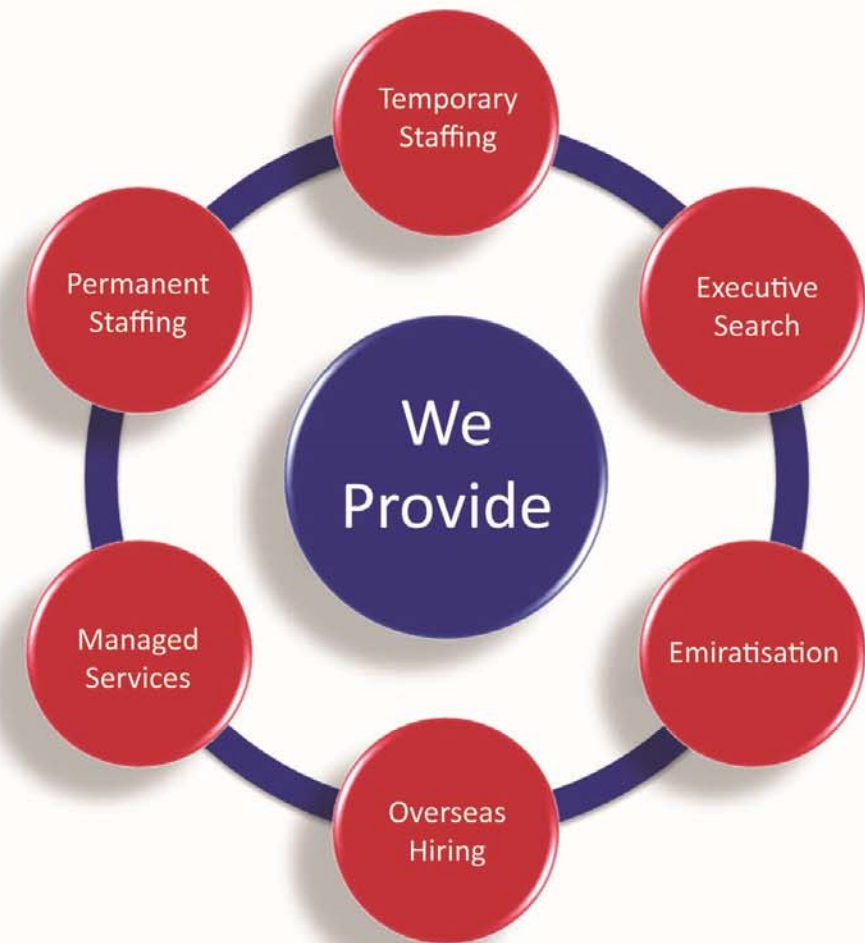 Temporary
Staffing
Permanent
Staffing
Executive
Search
We
Provide
Managed
Services
Emiratisation
Overseas
Hiring